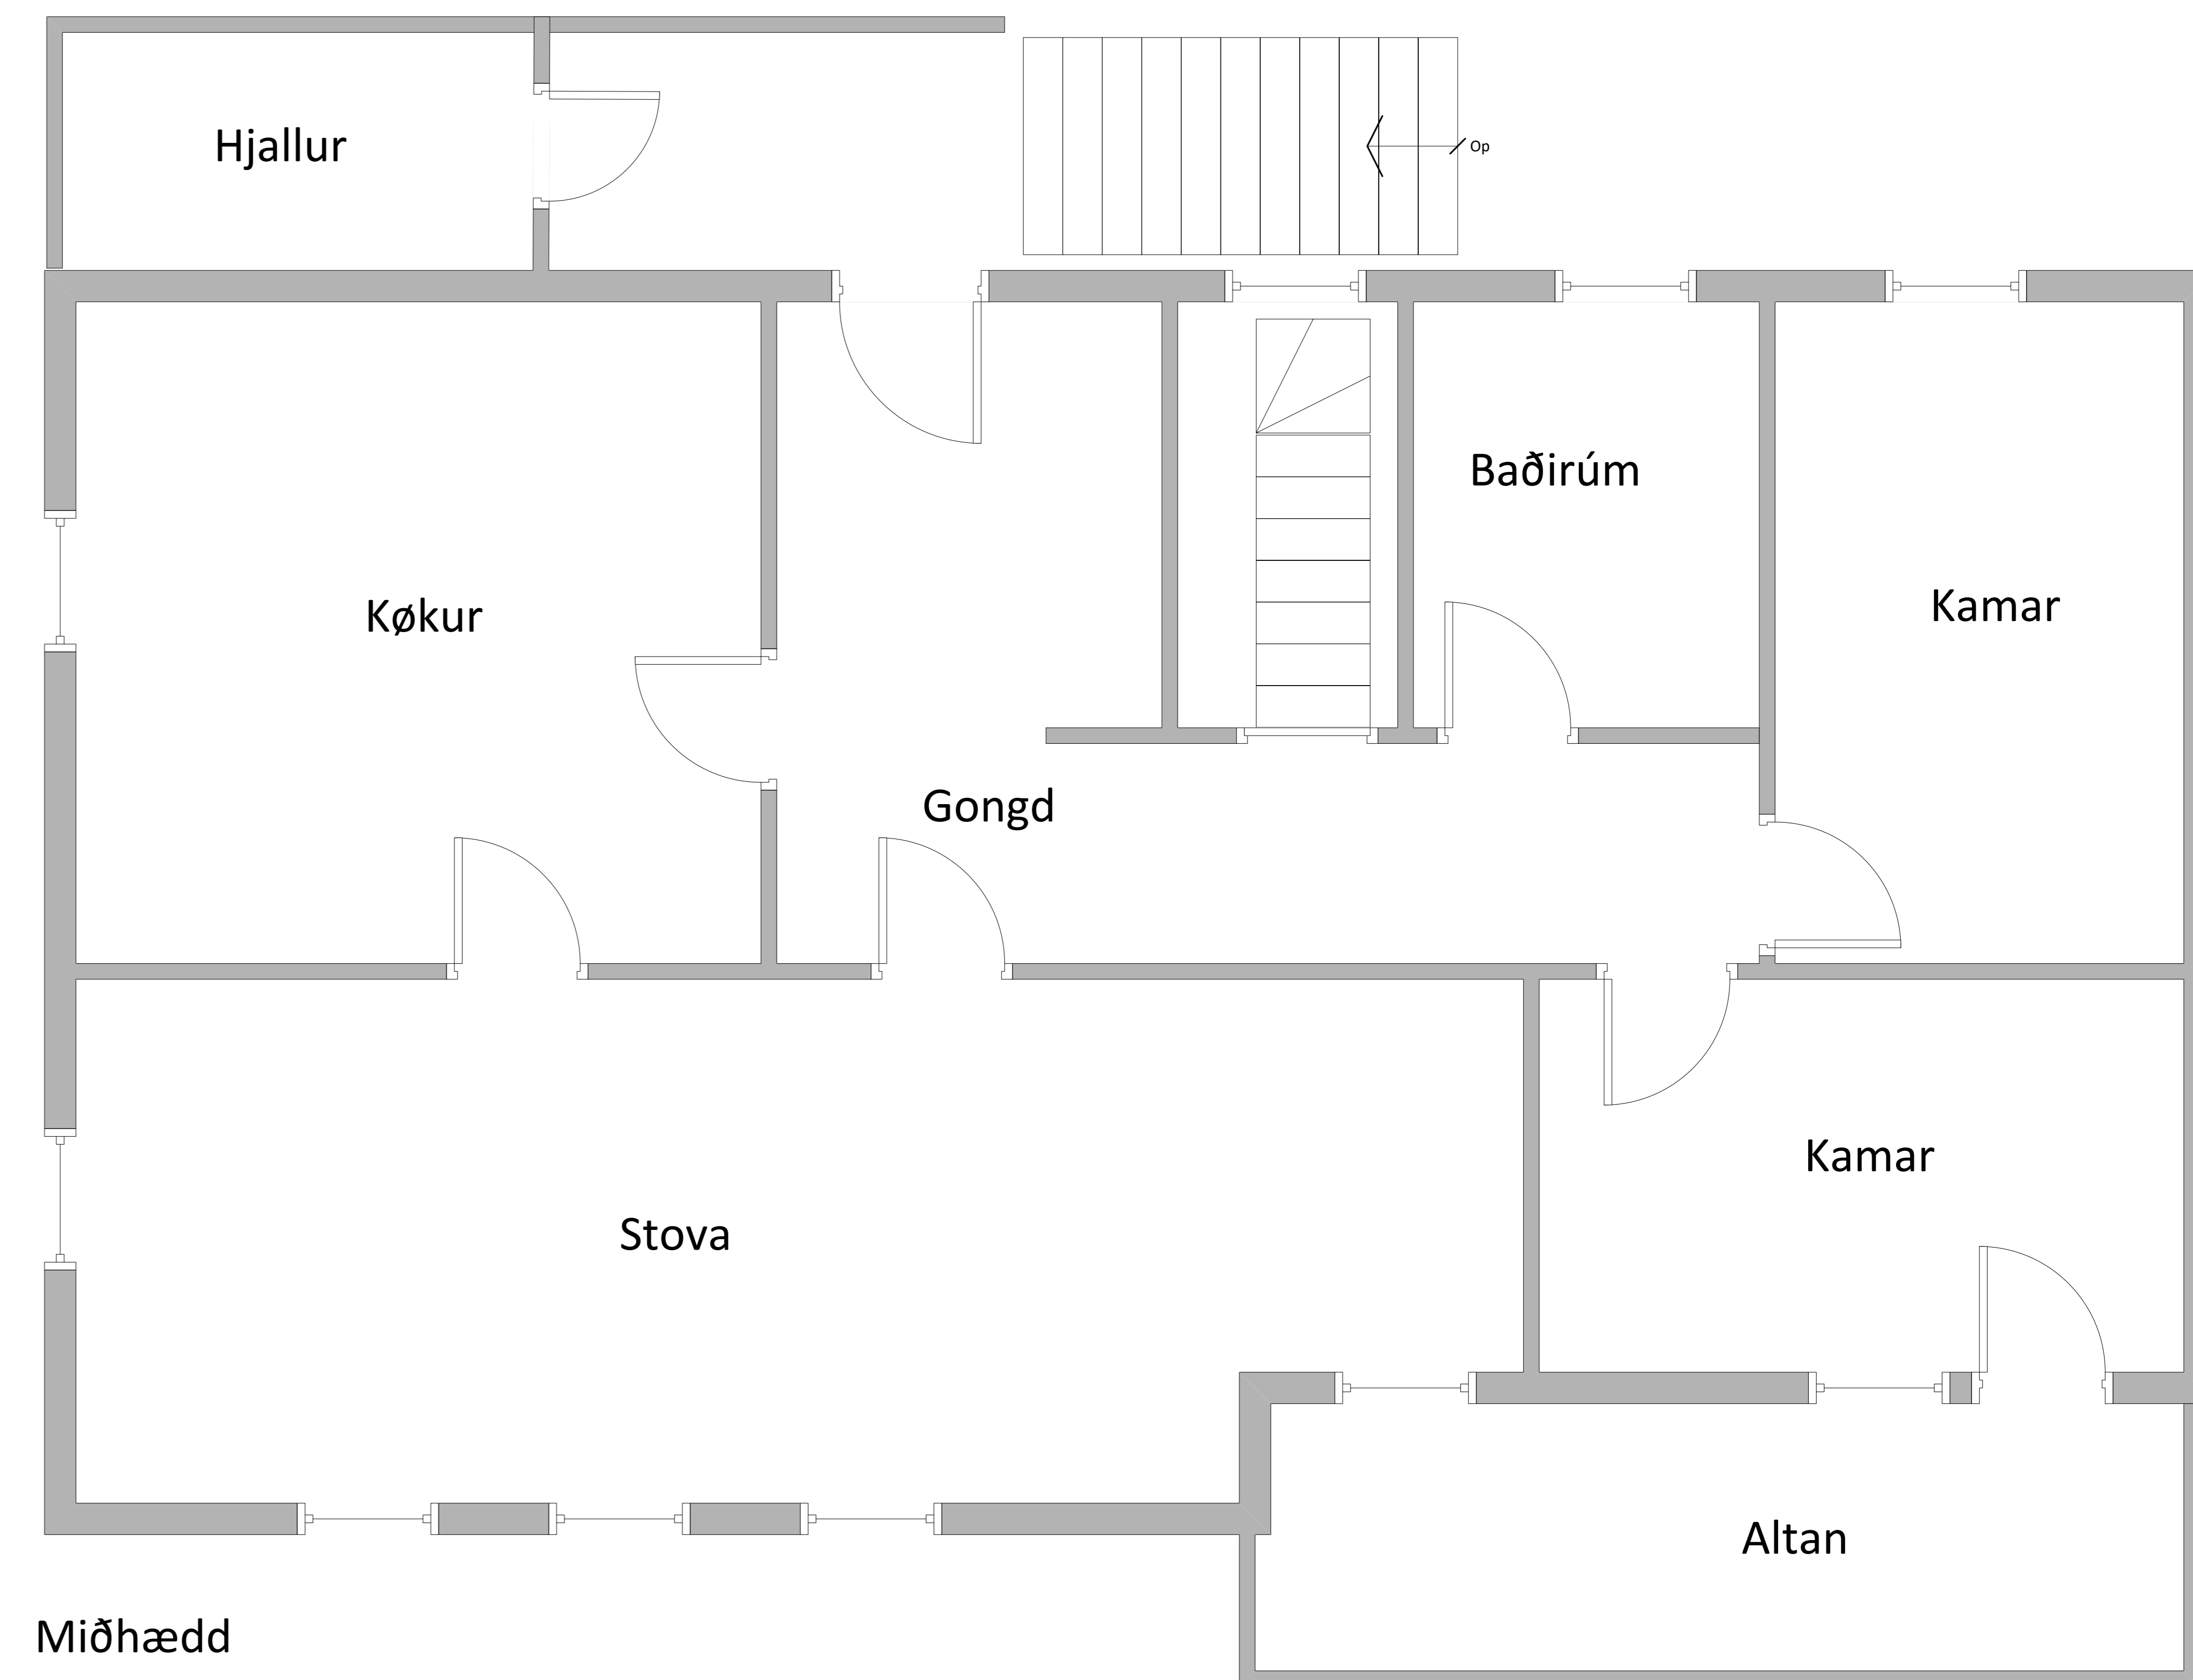 Hjallur
Op
Baðirúm
Kamar
Køkur
Gongd
Kamar
Stova
Altan
Miðhædd